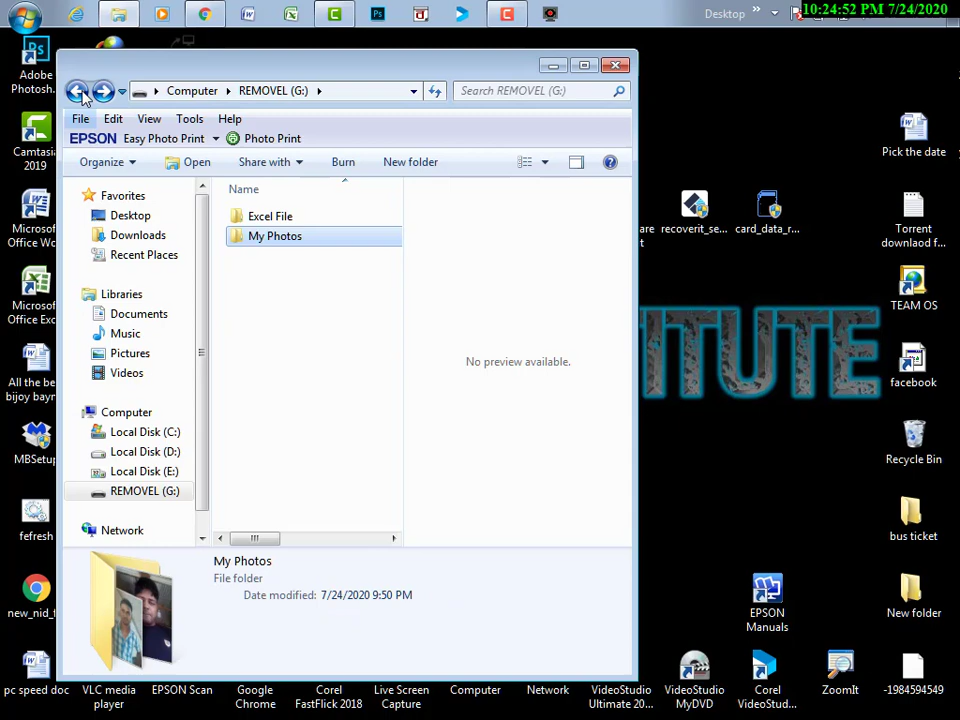 Desktop
»
10:24:52 PM 7/24/2020
Computer
REMOVEL (G:)
Search REMOVEL (G:)
File Edit View Tools Help
EPSON Easy Photo Print Photo Print
Organize Open Share with Burn New folder
Name
Excel File
My Photos
No preview available.
Favorites
Desktop
Downloads
Recent Places
Libraries
Documents
Music
Pictures
Videos
Computer
Local Disk (C:)
Local Disk (D:)
Local Disk (E:)
REMOVEL (G:)
Network
My Photos
File folder
Date modified: 7/24/2020 9:50 PM
Adobe
Photosh...
Camtasia
2019
Microsoft
Office Wo
Microsoft
Office Exc
All the be
bijoy bayn
MBSetup
fefresh
new_nid_f
pc speed doc
VLC media
player
EPSON Scan
Google
Chrome
Corel
FastFlick 2018
Live Screen
Capture
Computer
Network
VideoStudio
Ultimate 20...
VideoStudio
MyDVD
Corel
VideoStud...
ZoomIt
-1984594549
are
it
recoverit_se...
card_data_r...
EPSON
Manuals
Pick the date
Torrent
downlaod f...
TEAM OS
facebook
Recycle Bin
bus ticket
New folder
TITUTE